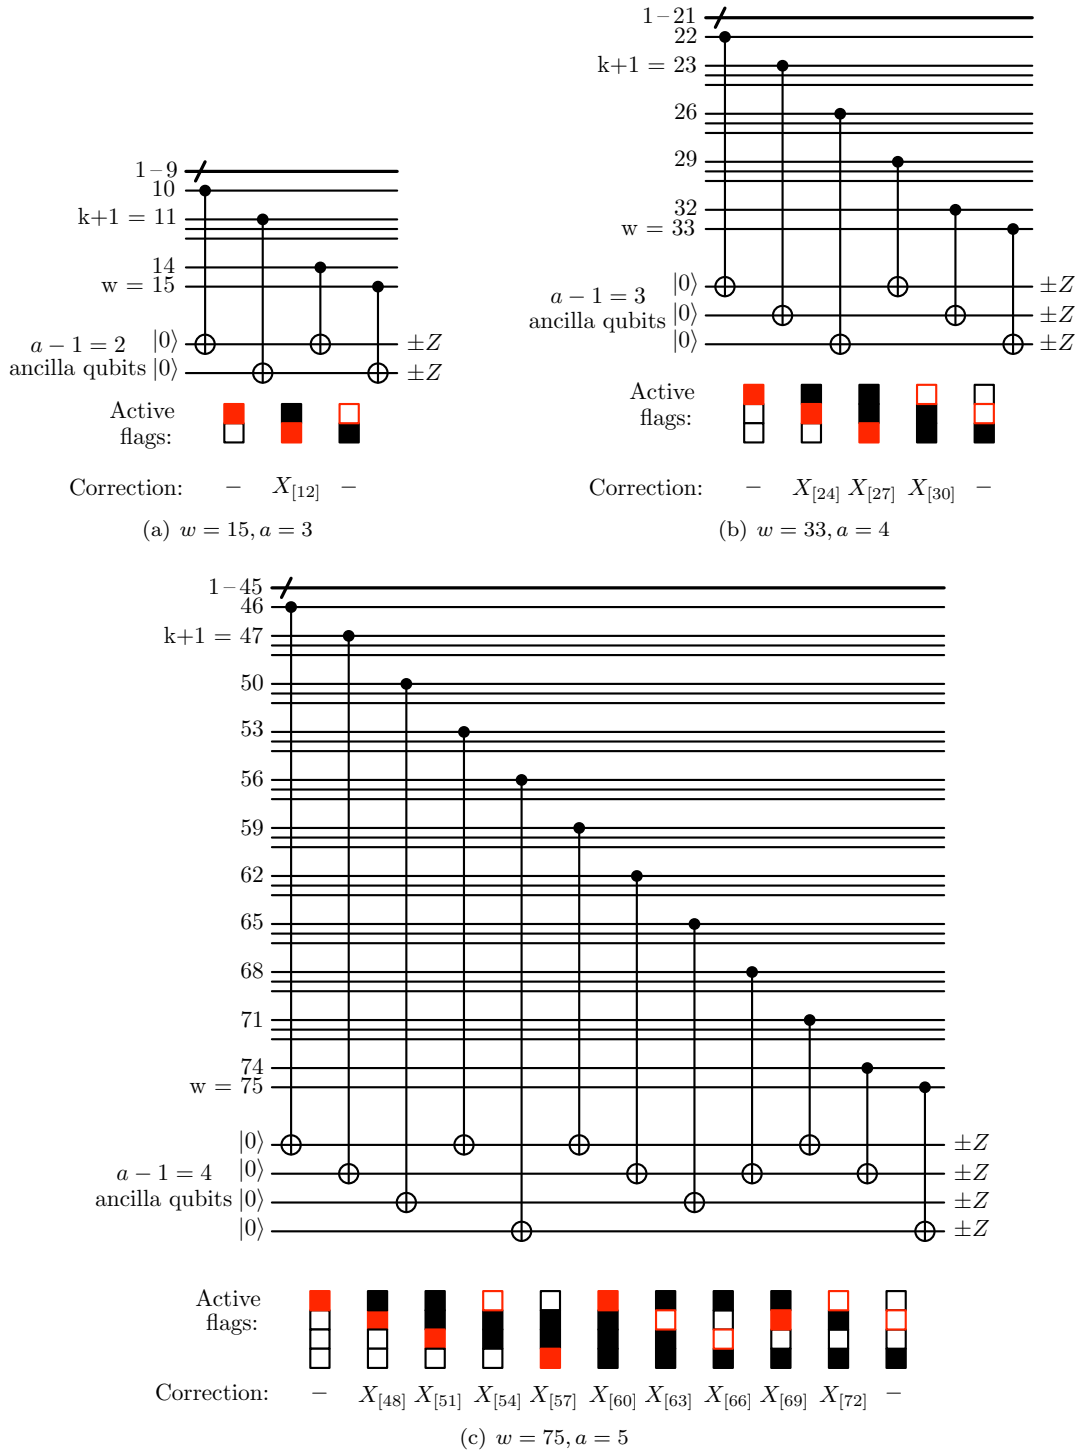 1–9
10
k+1 = 11
14
w = 15
a − 1 = 2
ancilla qubits
|0⟩ ±Z
|0⟩ ±Z
Active
flags:
Correction: – X[12] –
(a) w = 15, a = 3
1–21
22
k+1 = 23
26
29
32
w = 33
a − 1 = 3
ancilla qubits
|0⟩ ±Z
|0⟩ ±Z
|0⟩ ±Z
Active
flags:
Correction: – X[24] X[27] X[30] –
(b) w = 33, a = 4
1–45
46
k+1 = 47
50
53
56
59
62
65
68
71
74
w = 75
a − 1 = 4
ancilla qubits
|0⟩ ±Z
|0⟩ ±Z
|0⟩ ±Z
|0⟩ ±Z
Active
flags:
Correction: – X[48] X[51] X[54] X[57] X[60] X[63] X[66] X[69] X[72] –
(c) w = 75, a = 5